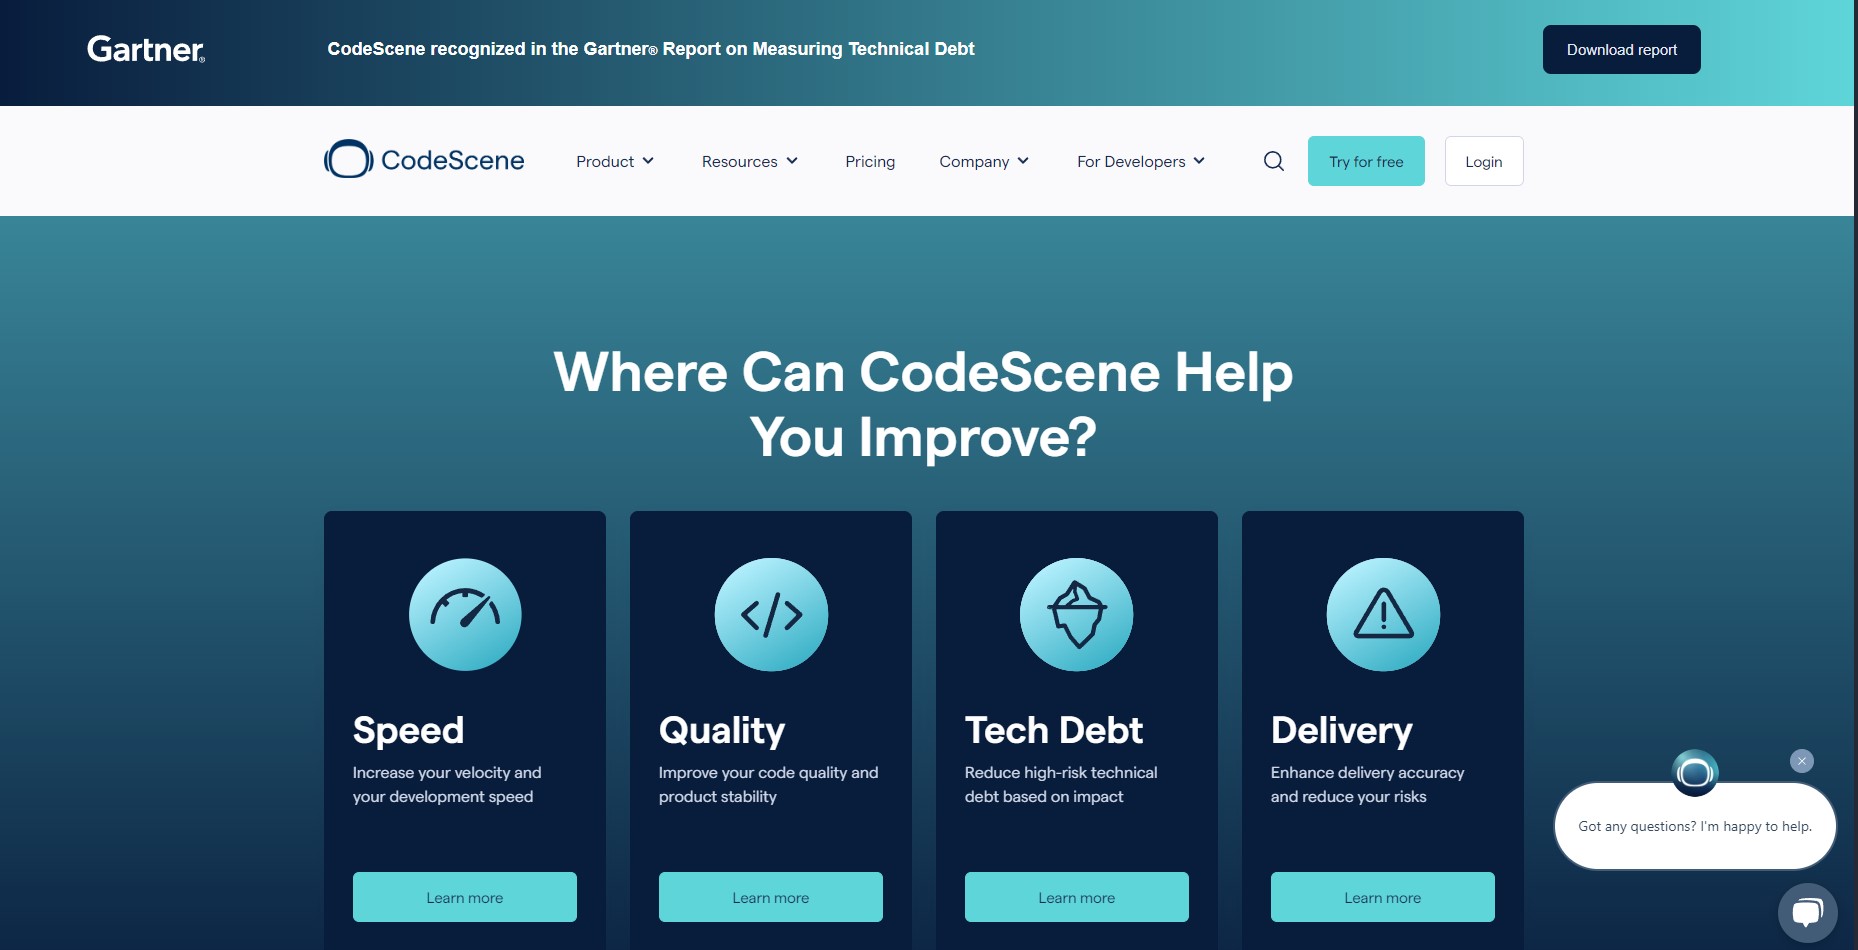 Gartner®
CodeScene recognized in the Gartner® Report on Measuring Technical Debt
Download report
CodeScene
Product
Resources
Pricing
Company
For Developers
Try for free
Login
Where Can CodeScene Help
You Improve?
Speed
Increase your velocity and
your development speed
Learn more
Quality
Improve your code quality and
product stability
Learn more
Tech Debt
Reduce high-risk technical
debt based on impact
Learn more
Delivery
Enhance delivery accuracy
and reduce your risks
Learn more
Got any questions? I'm happy to help.